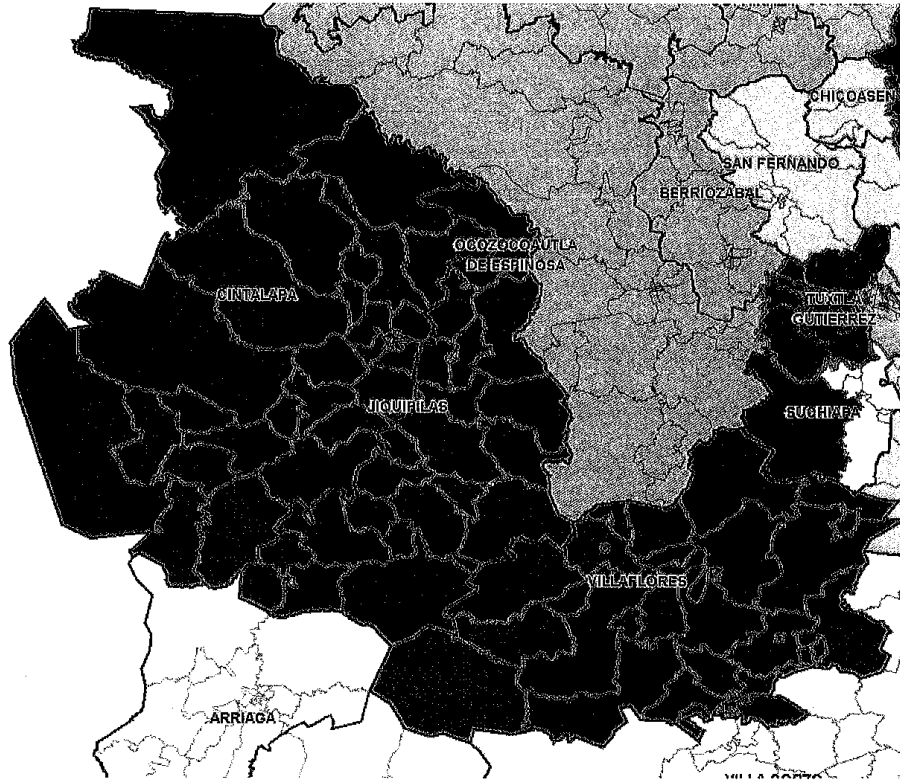 CHICOASEN
SAN FERNANDO
BERRIOZABAL
OCOZOCOAUTLA
DE ESPINOSA
CINTALAPA
TUXTLA
GUTIERREZ
JIQUIPILAS
SUCHIAPA
VILLAFLORES
ARRIAGA